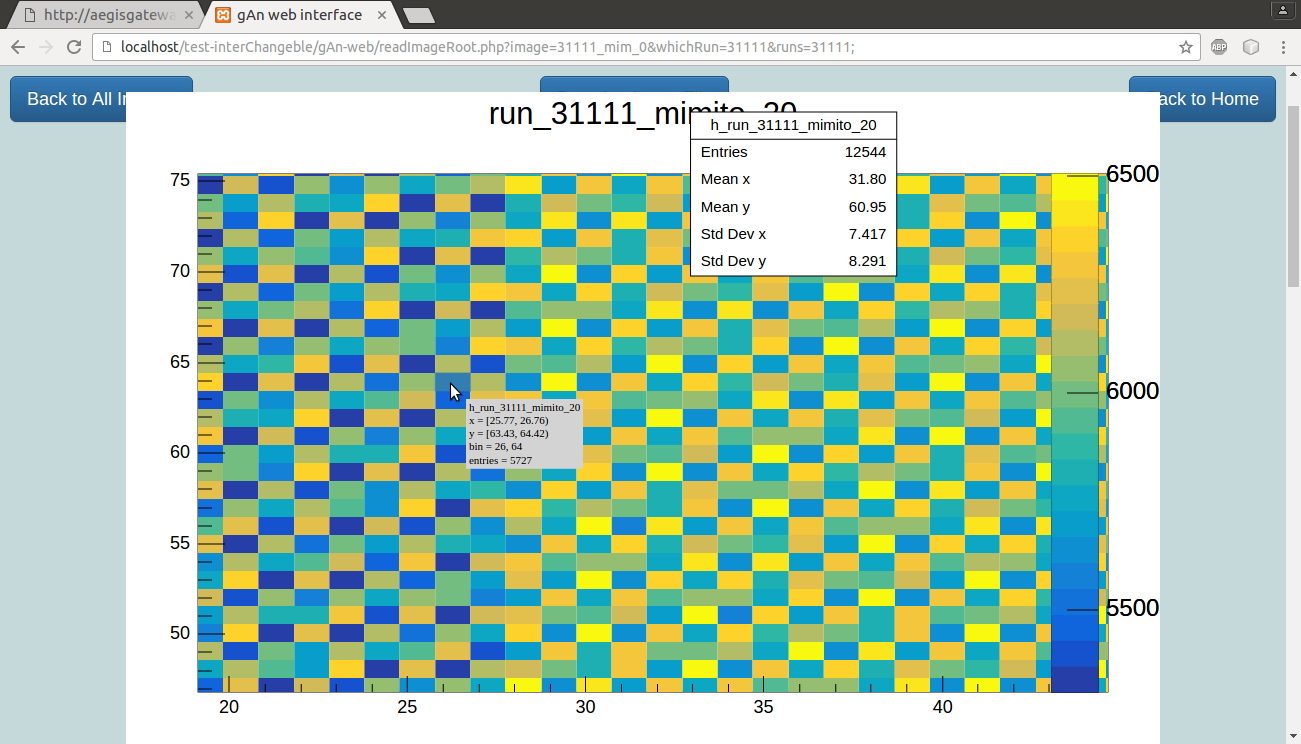 http://aegisgatewa
gAn web interface
localhost/test-interChangeble/gAn-web/readImageRoot.php?image=31111_mim_0&whichRun=31111&runs=31111;
ABP
Back to All I
ack to Home
run_31111_mimito_20
h_run_31111_mimito_20
Entries 12544
Mean x 31.80
Mean y 60.95
Std Dev x 7.417
Std Dev y 8.291
75
70
65
60
55
50
6500
6000
5500
h_run_31111_mimito_20
x = [25.77, 26.76)
y = [63.43, 64.42)
bin = 26, 64
entries = 5727
20 25 30 35 40